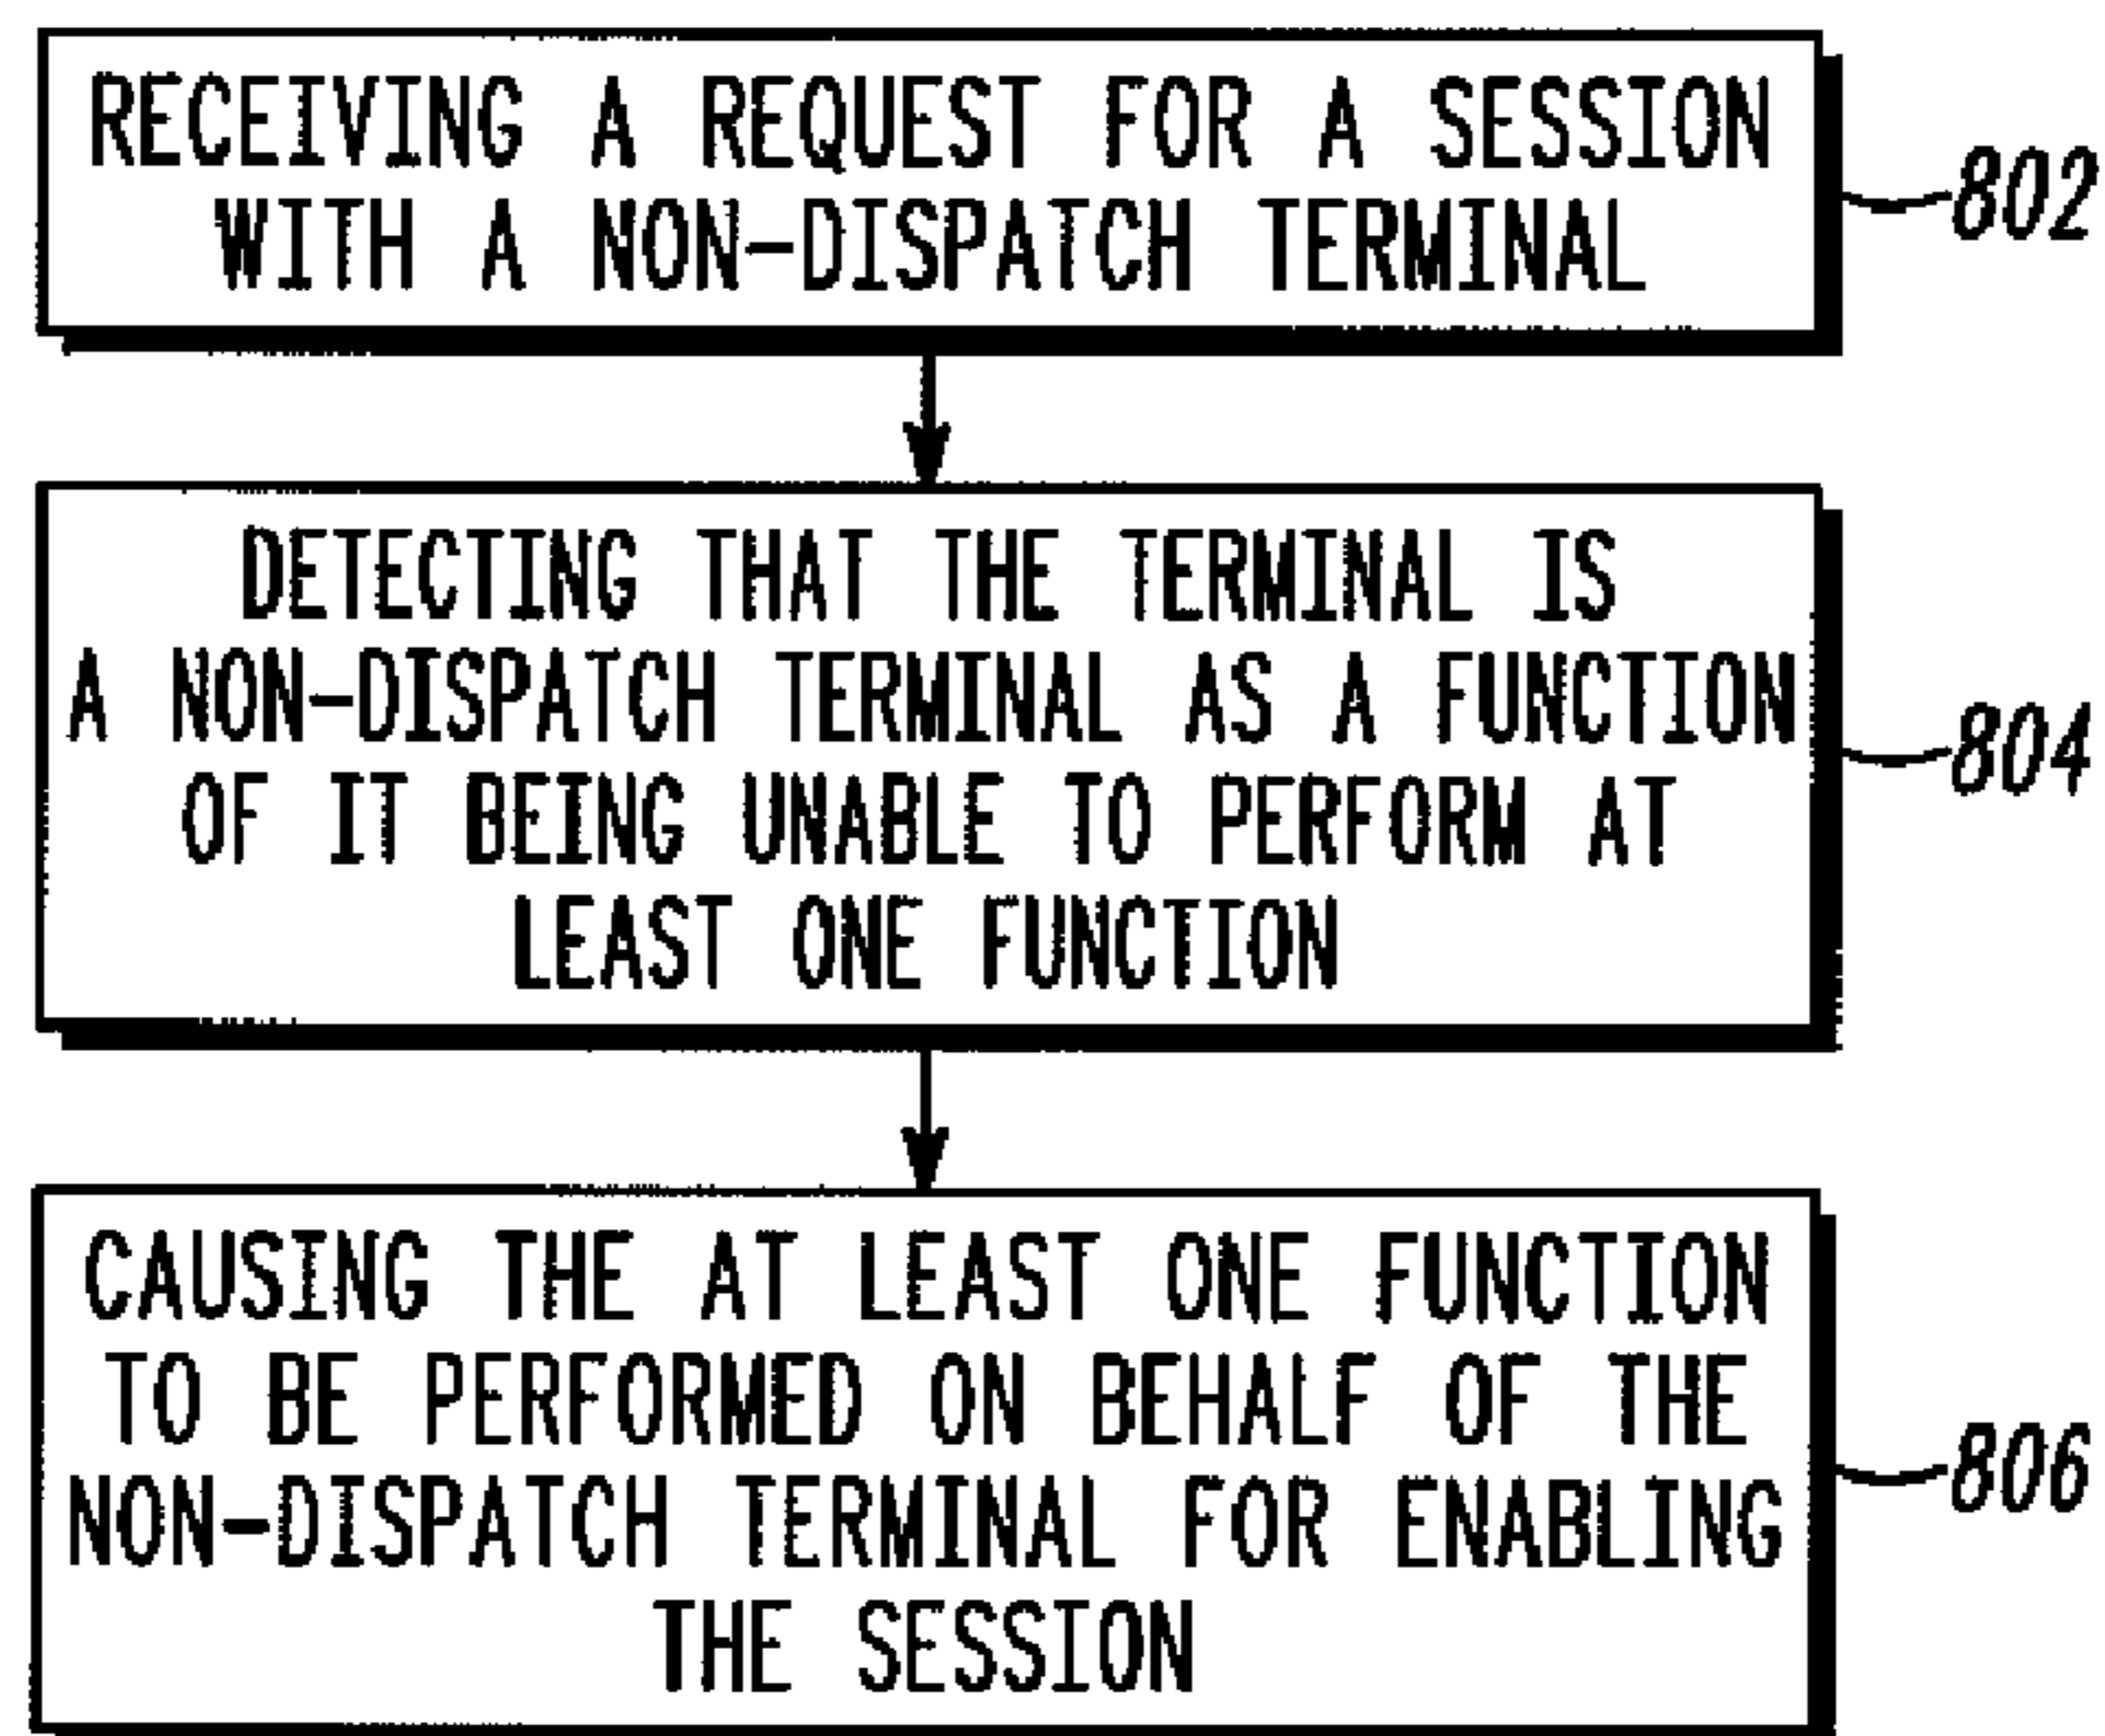 RECEIVING A REQUEST FOR A SESSION
WITH A NON-DISPATCH TERMINAL
802
DETECTING THAT THE TERMINAL IS
A NON-DISPATCH TERMINAL AS A FUNCTION
OF IT BEING UNABLE TO PERFORM AT
LEAST ONE FUNCTION
804
CAUSING THE AT LEAST ONE FUNCTION
TO BE PERFORMED ON BEHALF OF THE
NON-DISPATCH TERMINAL FOR ENABLING
THE SESSION
806